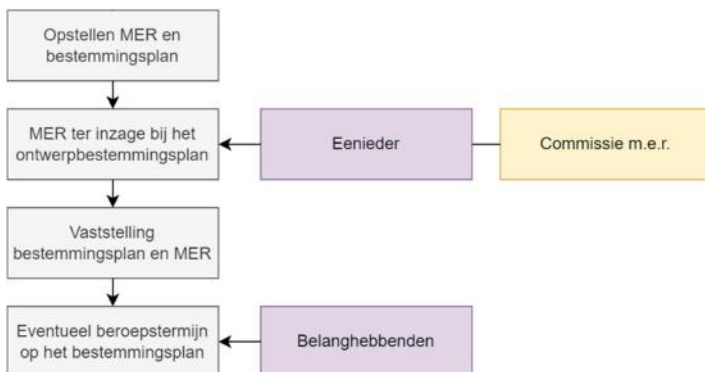 Opstellen MER en
bestemmingsplan
MER ter inzage bij het
ontwerpbestemmingsplan
Eenieder
Commissie m.e.r.
Vaststelling
bestemmingsplan en MER
Eventueel beroepstermijn
op het bestemmingsplan
Belanghebbenden